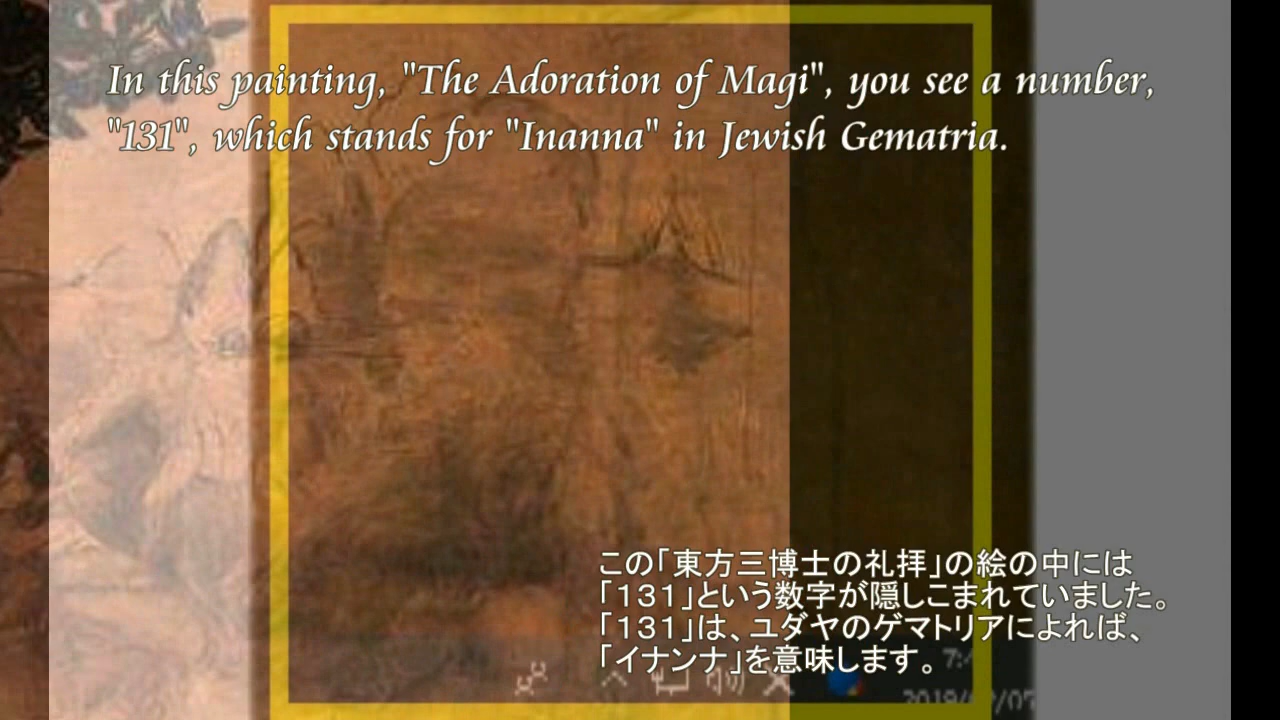 In this painting, "The Adoration of Magi", you see a number,
"131", which stands for "Inanna" in Jewish Gematria.
この「東方三博士の礼拝」の絵の中には
「１３１」という数字が隠しこまれていました。
「１３１」は、ユダヤのゲマトリアによれば、
「イナンナ」を意味します。